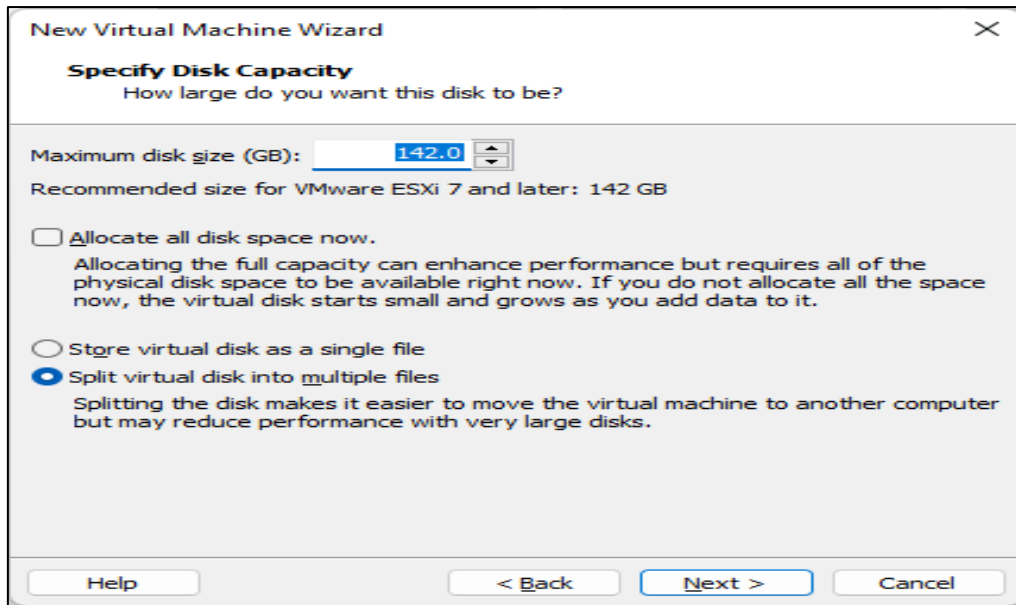 New Virtual Machine Wizard
Specify Disk Capacity
How large do you want this disk to be?
Maximum disk size (GB): 142.0
Recommended size for VMware ESXi 7 and later: 142 GB
Allocate all disk space now.
Allocating the full capacity can enhance performance but requires all of the
physical disk space to be available right now. If you do not allocate all the space
now, the virtual disk starts small and grows as you add data to it.
Store virtual disk as a single file
Split virtual disk into multiple files
Splitting the disk makes it easier to move the virtual machine to another computer
but may reduce performance with very large disks.
Help < Back Next > Cancel